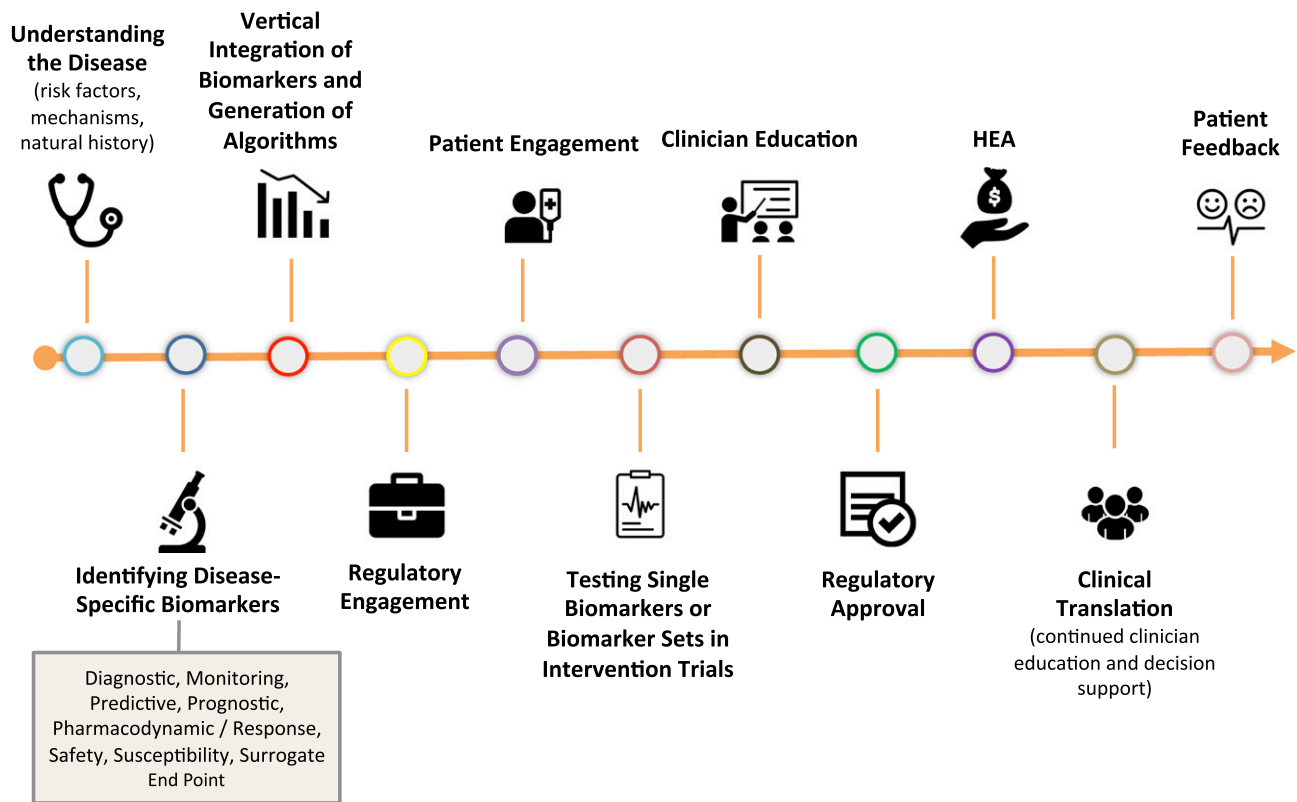 Understanding
the Disease
(risk factors,
mechanisms,
natural history)
Vertical
Integration of
Biomarkers and
Generation of
Algorithms
Patient Engagement
Clinician Education
HEA
$
Patient
Feedback
Identifying Disease-
Specific Biomarkers
Diagnostic, Monitoring,
Predictive, Prognostic,
Pharmacodynamic / Response,
Safety, Susceptibility, Surrogate
End Point
Regulatory
Engagement
Testing Single
Biomarkers or
Biomarker Sets in
Intervention Trials
Regulatory
Approval
Clinical
Translation
(continued clinician
education and decision
support)